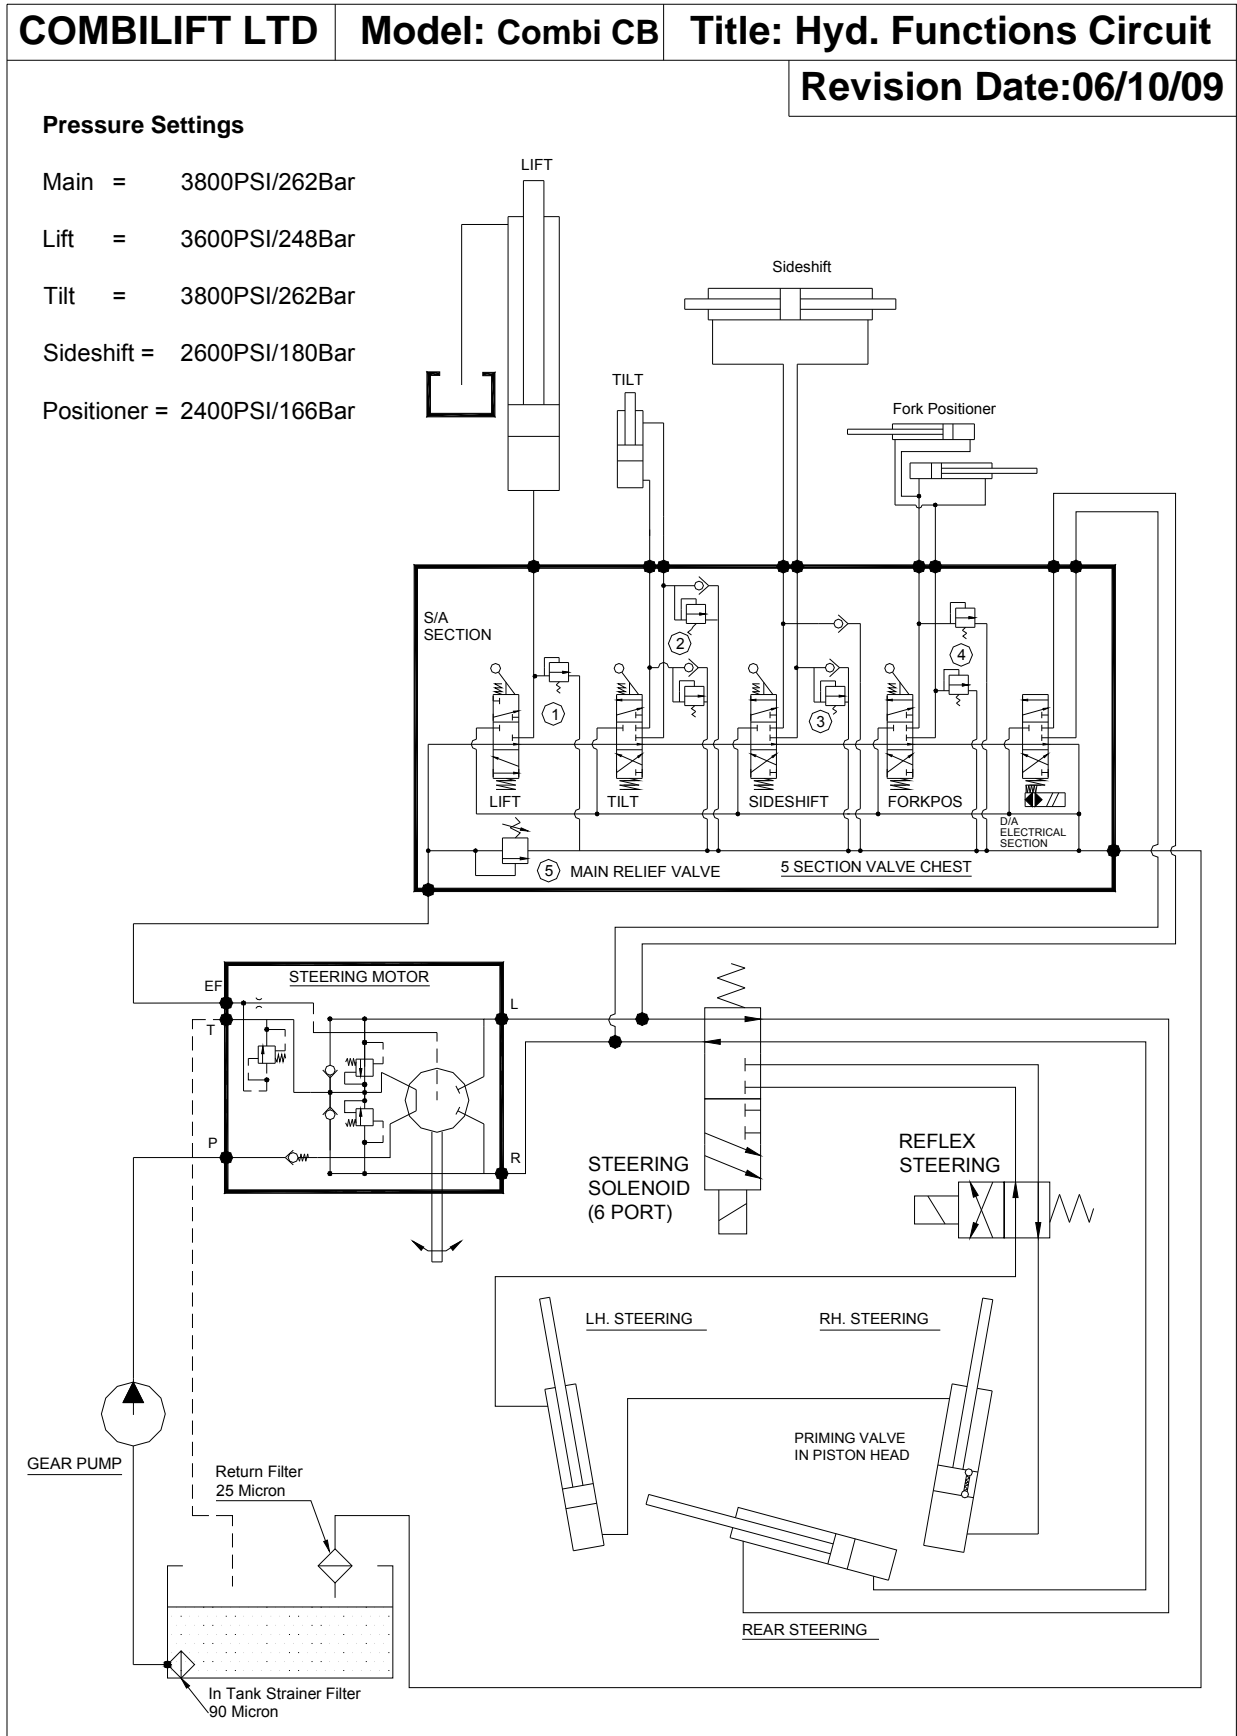 COMBILIFT LTD
Model: Combi CB
Title: Hyd. Functions Circuit
Revision Date:06/10/09
Pressure Settings
Main = 3800PSI/262Bar
Lift = 3600PSI/248Bar
Tilt = 3800PSI/262Bar
Sideshift = 2600PSI/180Bar
Positioner = 2400PSI/166Bar
LIFT
Sideshift
TILT
Fork Positioner
S/A
SECTION
1
2
3
4
LIFT
TILT
SIDESHIFT
FORKPOS
D/A
ELECTRICAL
SECTION
5
MAIN RELIEF VALVE
5 SECTION VALVE CHEST
STEERING MOTOR
EF
T
P
L
R
STEERING
SOLENOID
(6 PORT)
REFLEX
STEERING
LH. STEERING
RH. STEERING
PRIMING VALVE
IN PISTON HEAD
REAR STEERING
GEAR PUMP
Return Filter
25 Micron
In Tank Strainer Filter
90 Micron